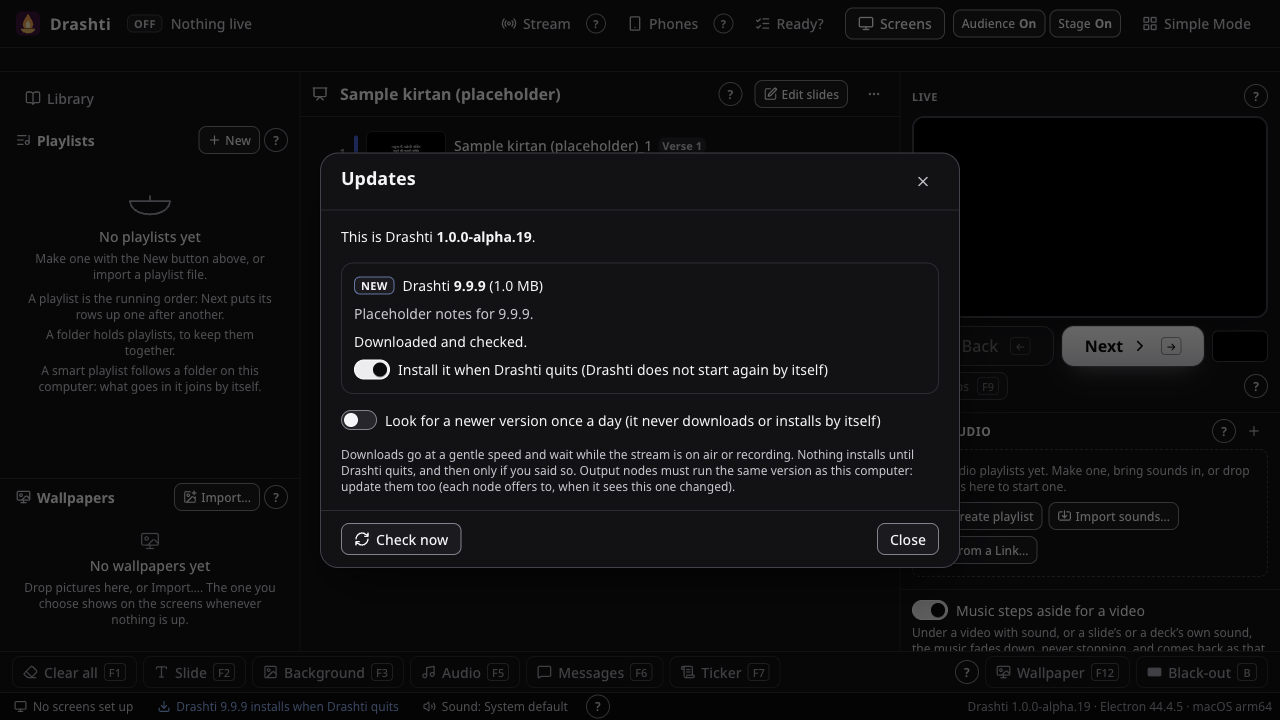 Drashti OFF Nothing live Stream ? Phones ? Ready? Screens Audience On Stage On Simple Mode
Library
Playlists + New ?
No playlists yet
Make one with the New button above, or
import a playlist file.
A playlist is the running order: Next puts its
rows up one after another.
A folder holds playlists, to keep them
together.
A smart playlist follows a folder on this
computer: what goes in it joins by itself.
Wallpapers Import... ?
No wallpapers yet
Drop pictures here, or Import.... The one you
choose shows on the screens whenever
nothing is up.
Sample kirtan (placeholder) ? Edit slides ...
Sample kirtan (placeholder) 1 Verse 1
Updates ×
This is Drashti 1.0.0-alpha.19.
NEW Drashti 9.9.9 (1.0 MB)
Placeholder notes for 9.9.9.
Downloaded and checked.
Install it when Drashti quits (Drashti does not start again by itself)
Look for a newer version once a day (it never downloads or installs by itself)
Downloads go at a gentle speed and wait while the stream is on air or recording. Nothing installs until
Drashti quits, and then only if you said so. Output nodes must run the same version as this computer:
update them too (each node offers to, when it sees this one changed).
Check now Close
LIVE ?
Back ← Next → 
F9 ?
UDIO ? +
dio playlists yet. Make one, bring sounds in, or drop
s here to start one.
reate playlist Import sounds...
rom a Link...
Music steps aside for a video
Under a video with sound, or a slide’s or a deck’s own sound,
the music fades down, never stopping, and comes back as that
Clear all F1 Slide F2 Background F3 Audio F5 Messages F6 Ticker F7 ? Wallpaper F12 Black-out B
No screens set up Drashti 9.9.9 installs when Drashti quits Sound: System default ? Drashti 1.0.0-alpha.19 · Electron 44.4.5 · macOS arm64